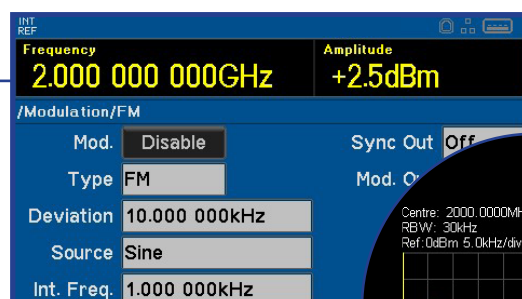 INT
REF
Frequency
2.000 000 000GHz
Amplitude
+2.5dBm
/Modulation/FM
Mod. Disable
Sync Out Off
Type FM
Mod.
Deviation 10.000 000kHz
Source Sine
Int. Freq. 1.000 000kHz
Centre: 2000.0000MH
RBW: 30kHz
Ref:0dBm 5.0kHz/div